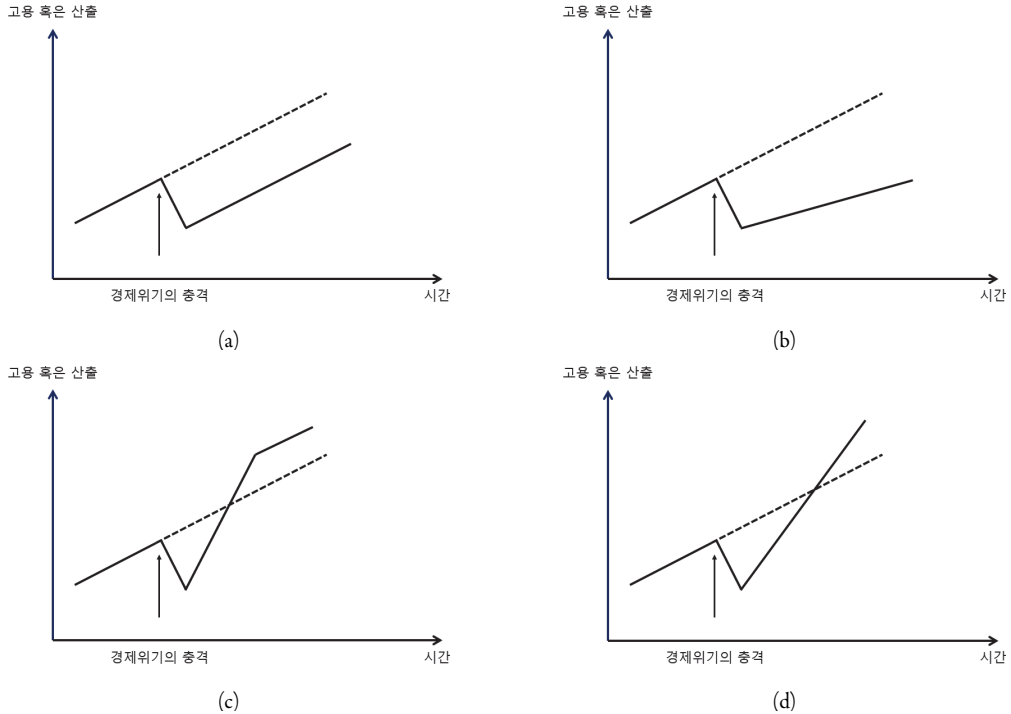 고용 혹은 산출
고용 혹은 산출
경제위기의 충격
시간
경제위기의 충격
시간
(a)
(b)
고용 혹은 산출
고용 혹은 산출
경제위기의 충격
시간
경제위기의 충격
시간
(c)
(d)